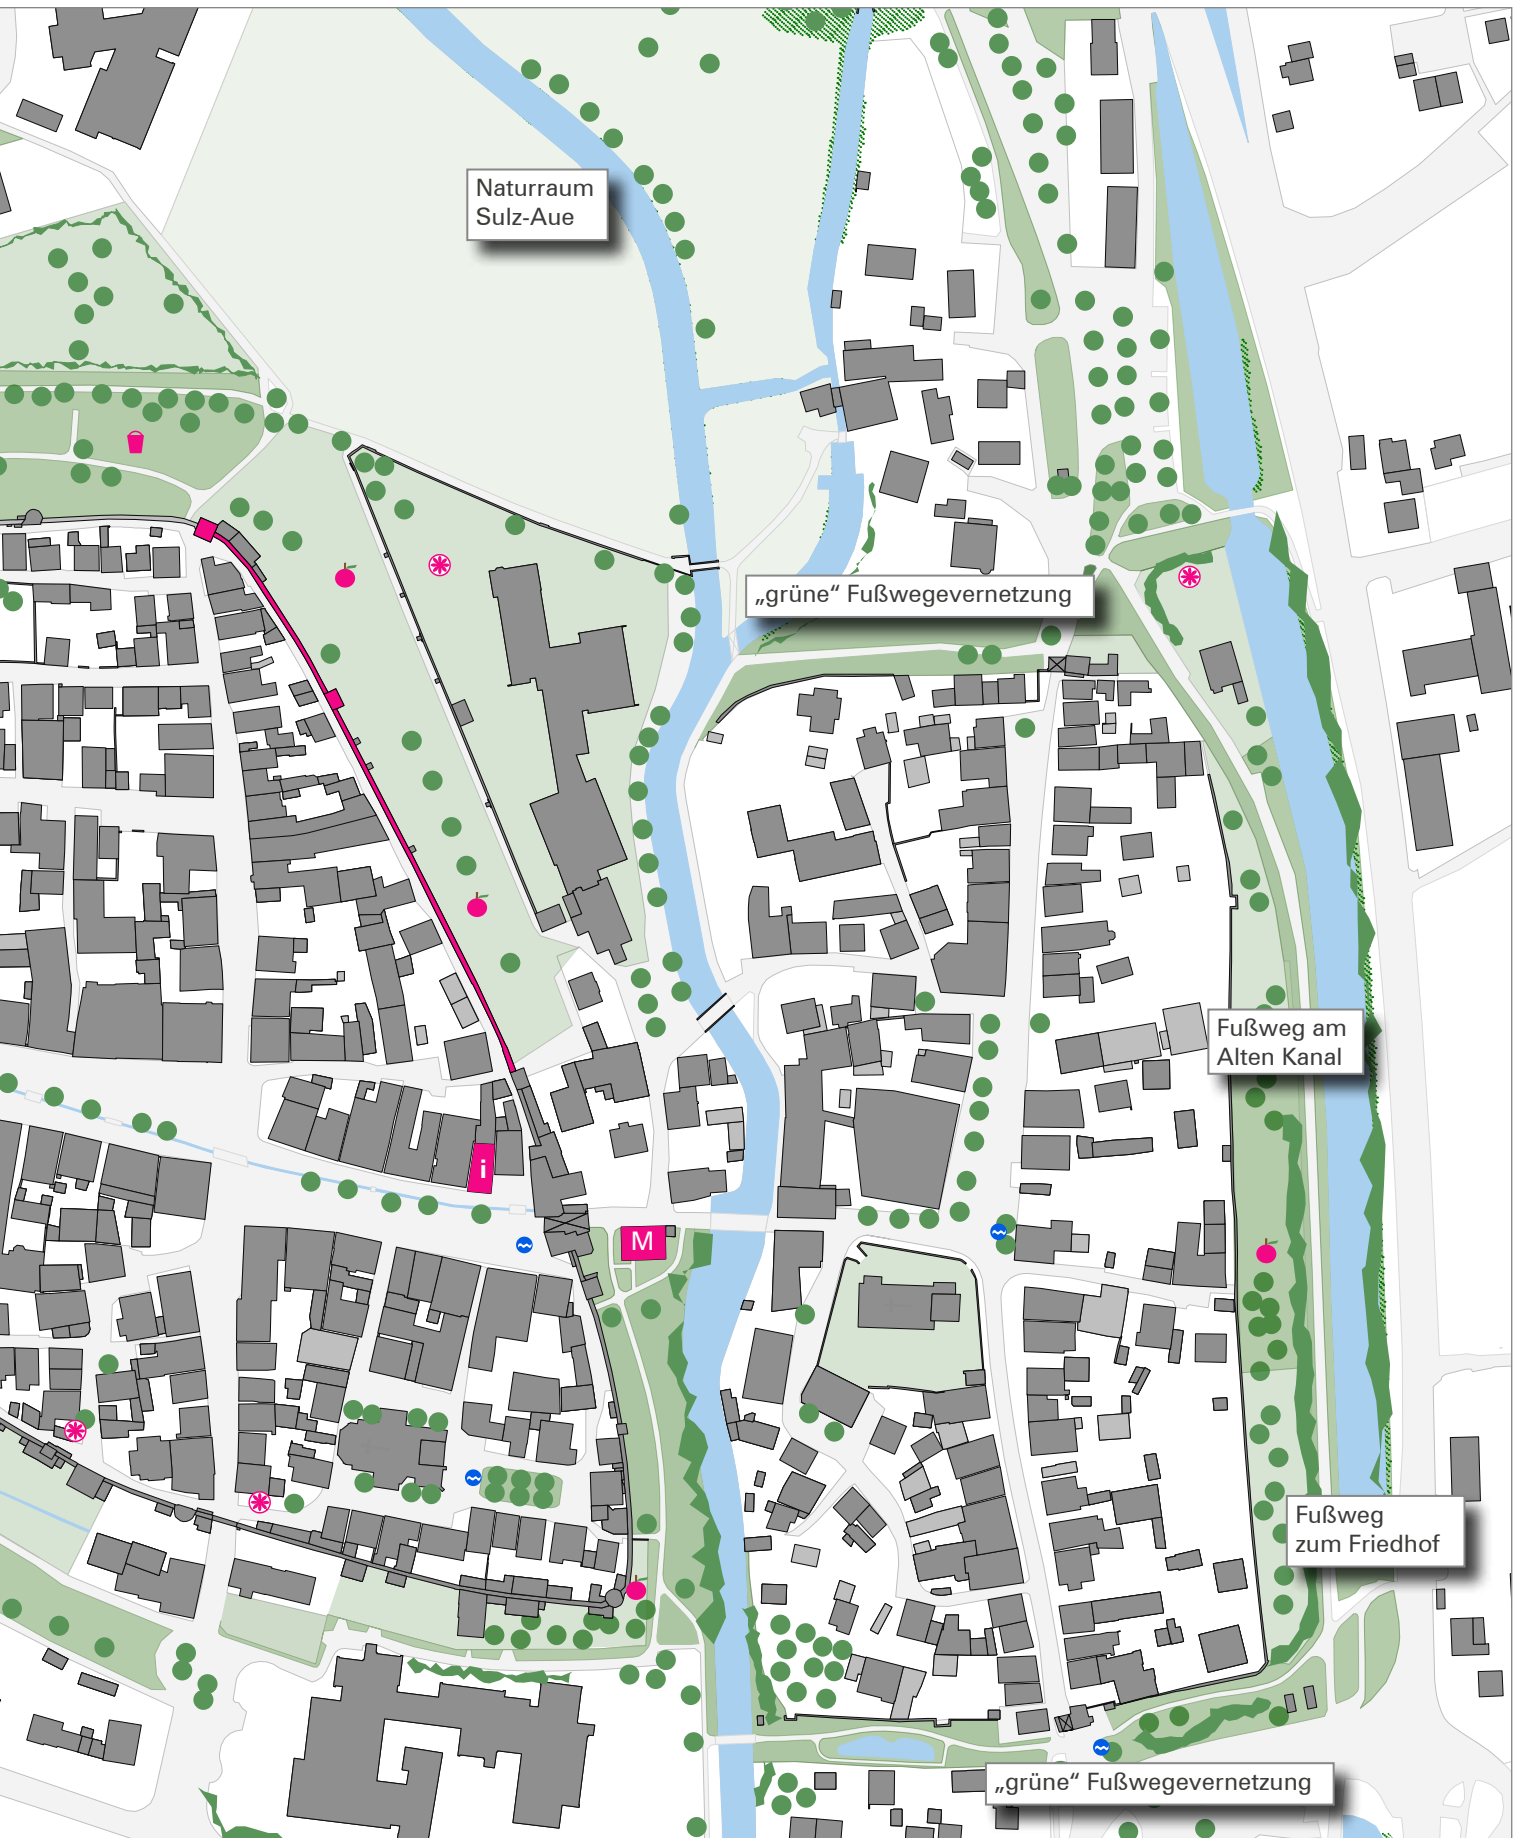 Naturraum
Sulz-Aue
„grüne“ Fußwegevernetzung
Fußweg am
Alten Kanal
i
M
Fußweg
zum Friedhof
„grüne“ Fußwegevernetzung